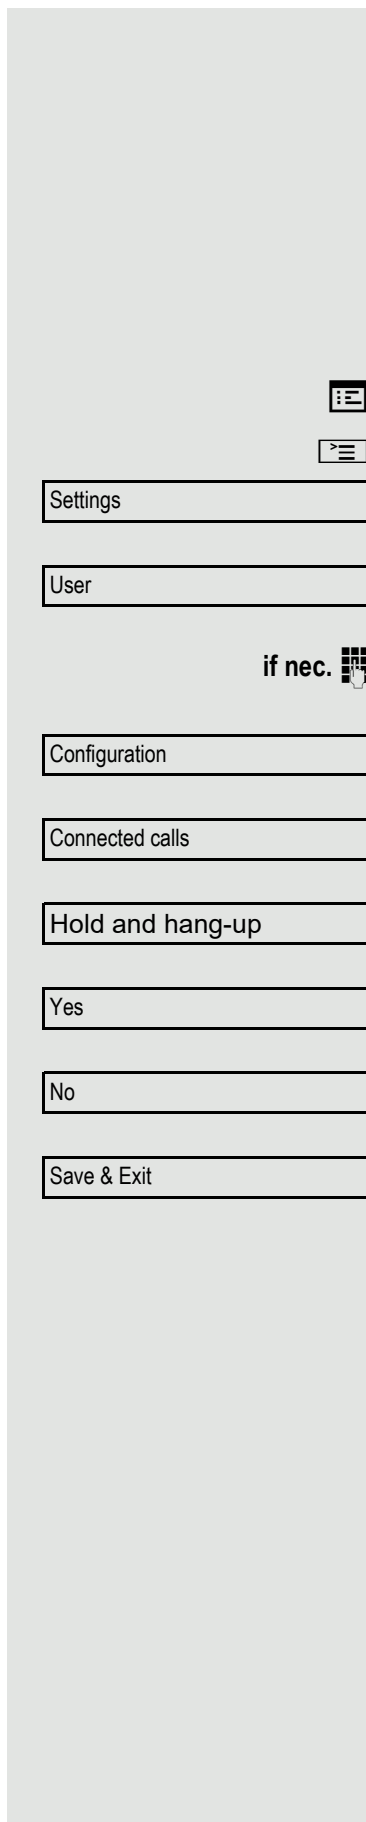 Settings
User
if nec.
Configuration
Connected calls
Hold and hang-up
Yes
No
Save & Exit